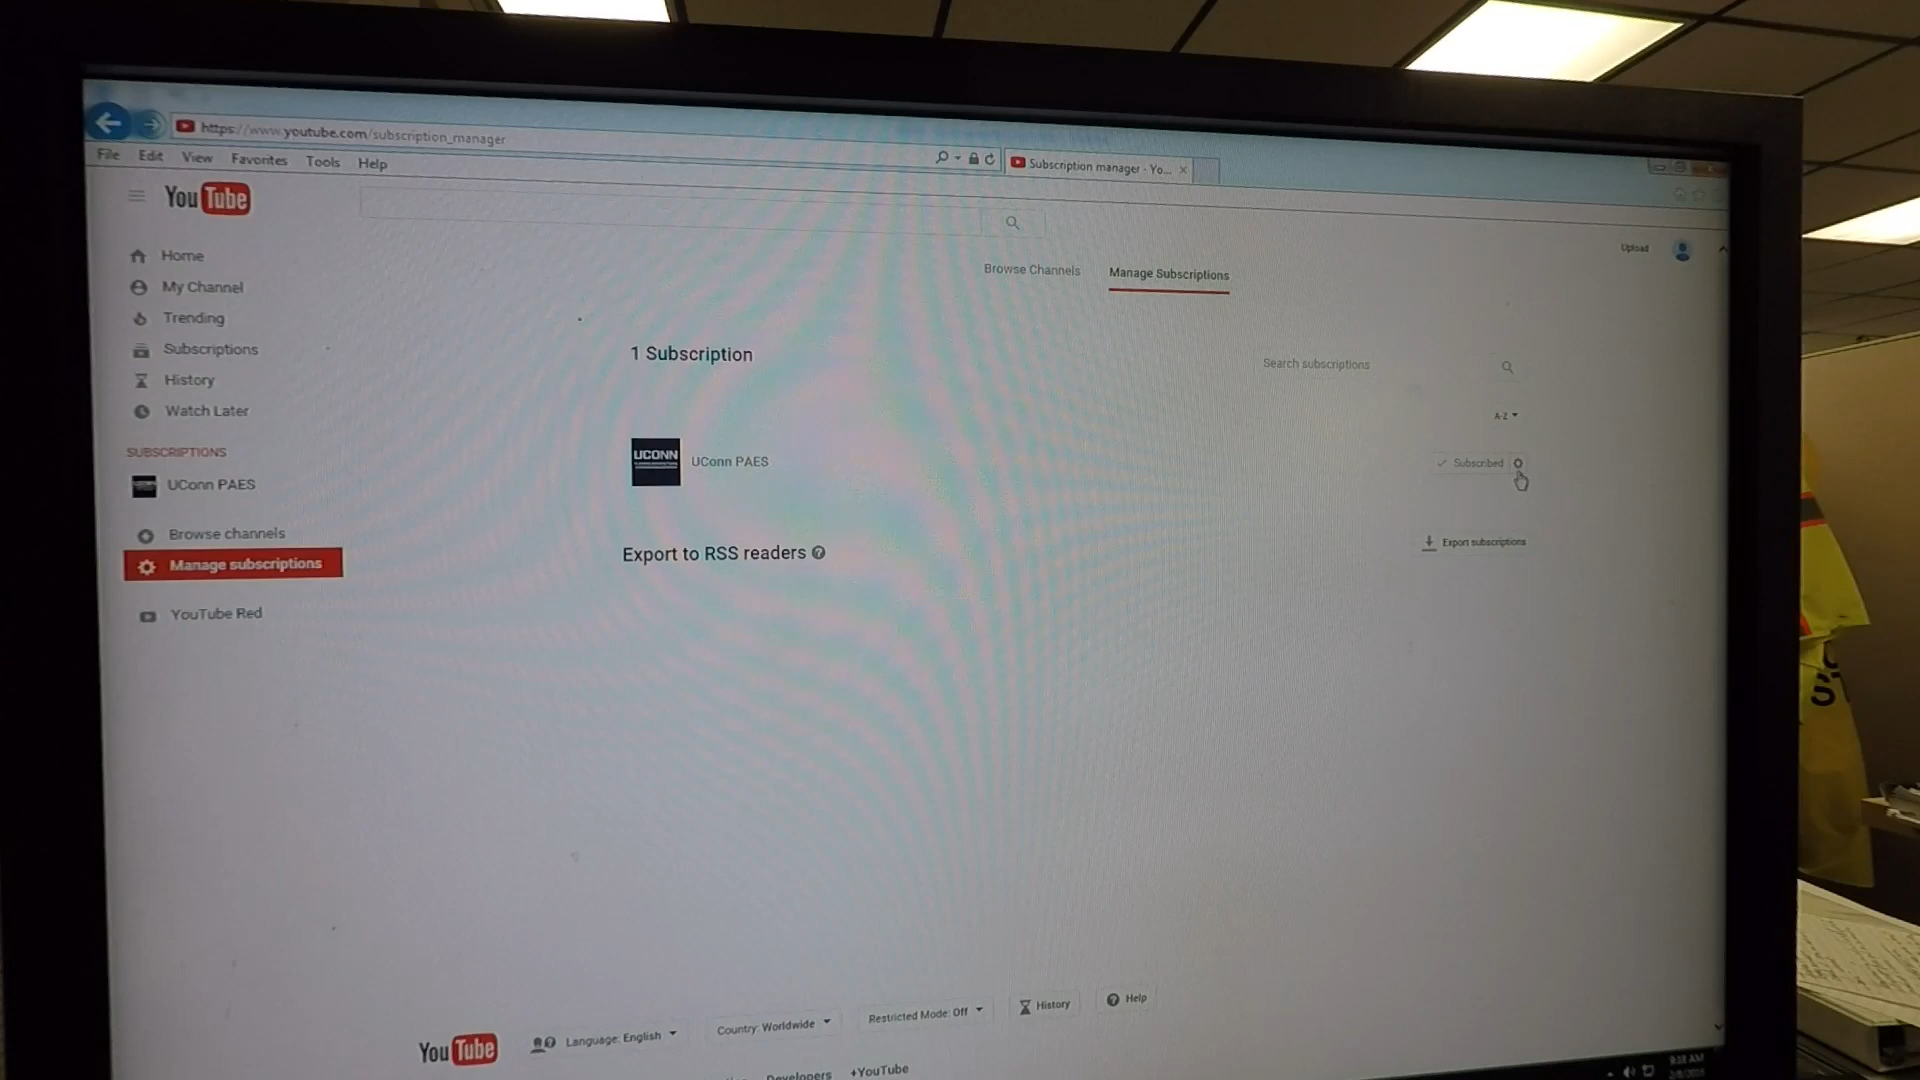 https://www.youtube.com/subscription_manager
Subscription manager - Yo...
File Edit View Favorites Tools Help
YouTube
Upload
Home
My Channel
Trending
Subscriptions
History
Watch Later
SUBSCRIPTIONS
UConn PAES
Browse channels
Manage subscriptions
YouTube Red
Browse Channels Manage Subscriptions
1 Subscription
Search subscriptions
A-Z
UCONN
UConn PAES
Subscribed
Export to RSS readers
Export subscriptions
YouTube
Language: English
Country: Worldwide
Restricted Mode: Off
History
Help
Developers
+YouTube
9:38 AM